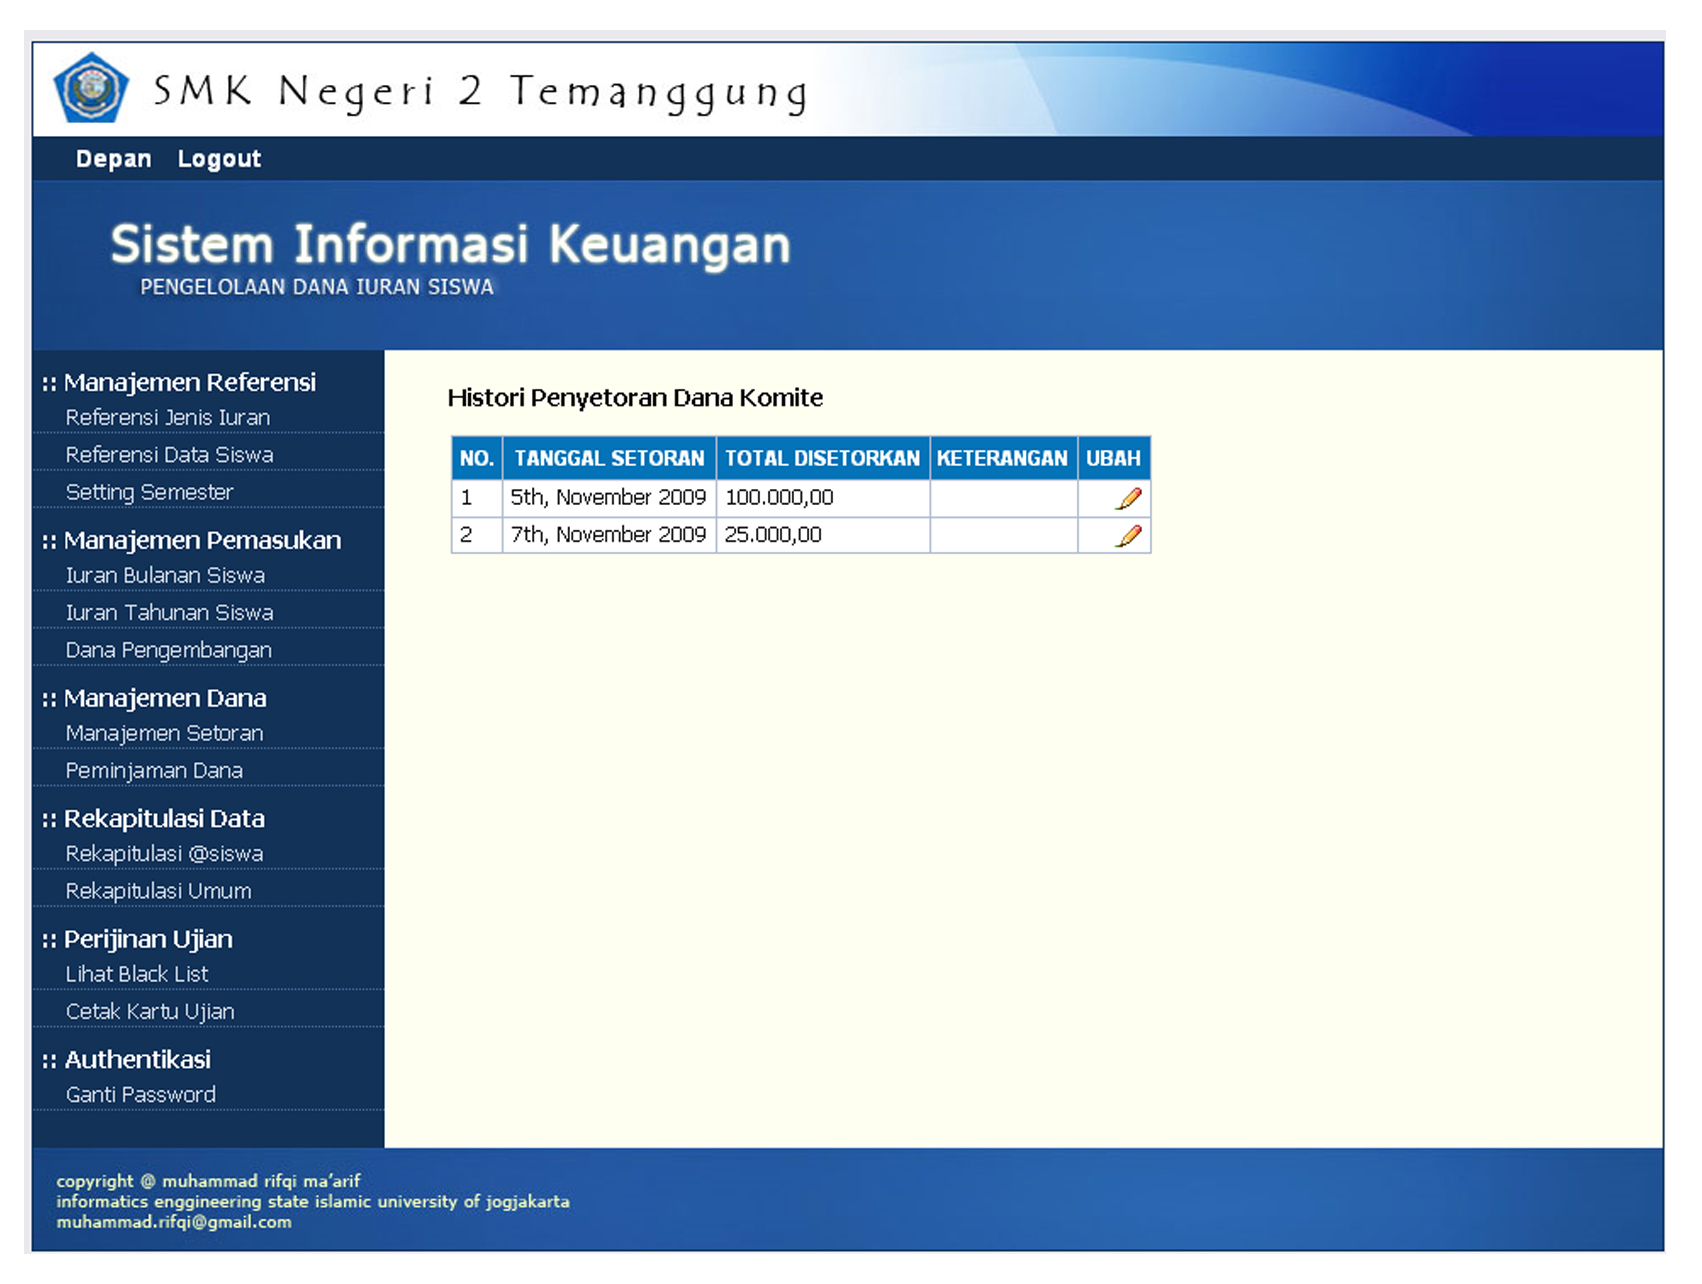 SMK Negeri 2 Temanggung
Depan Logout
Sistem Informasi Keuangan
PENGELOLAAN DANA IURAN SISWA
:: Manajemen Referensi
Referensi Jenis Iuran
Referensi Data Siswa
Setting Semester
:: Manajemen Pemasukan
Iuran Bulanan Siswa
Iuran Tahunan Siswa
Dana Pengembangan
:: Manajemen Dana
Manajemen Setoran
Peminjaman Dana
:: Rekapitulasi Data
Rekapitulasi @siswa
Rekapitulasi Umum
:: Perijinan Ujian
Lihat Black List
Cetak Kartu Ujian
:: Authentikasi
Ganti Password
Histori Penyetoran Dana Komite
NO. TANGGAL SETORAN TOTAL DISETORKAN KETERANGAN UBAH
1 5th, November 2009 100.000,00
2 7th, November 2009 25.000,00
copyright @ muhammad rifqi ma'arif
informatics enggineering state islamic university of jogjakarta
muhammad.rifqi@gmail.com